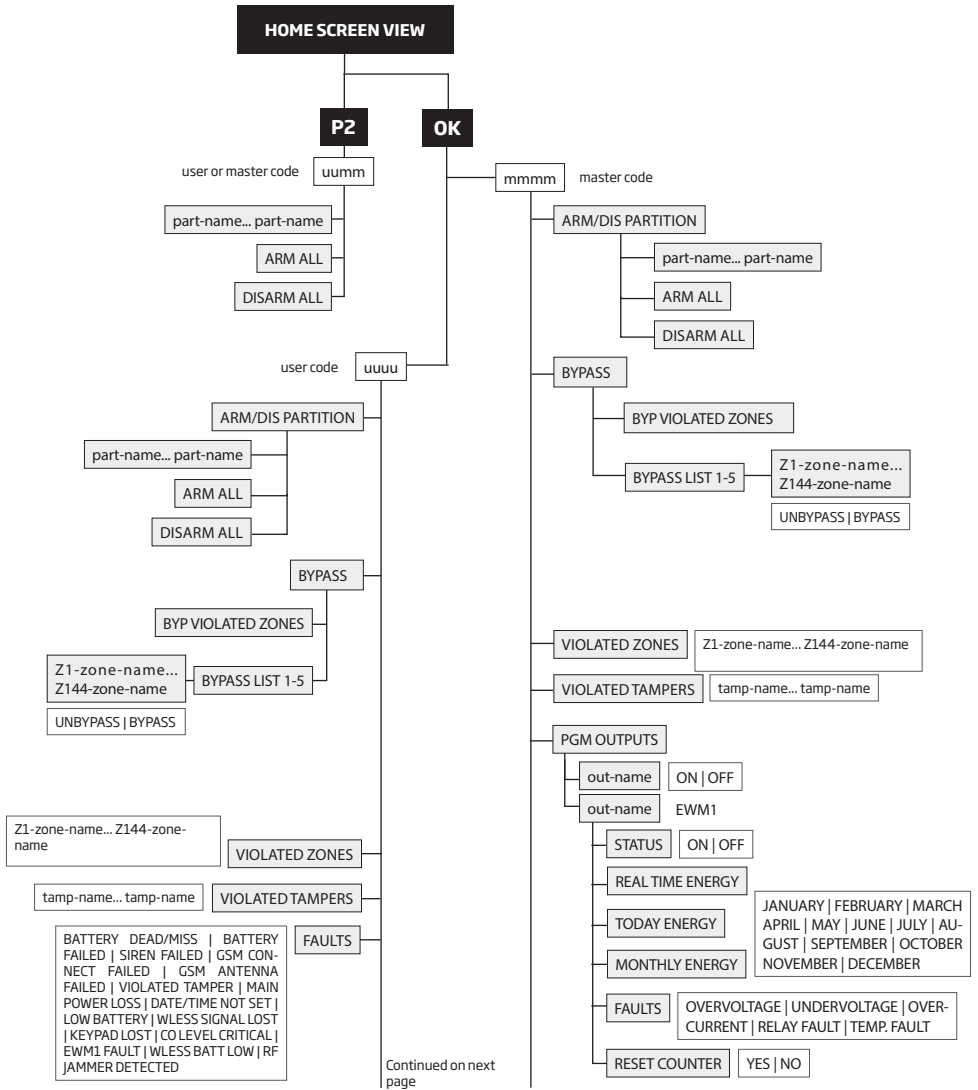 HOME SCREEN VIEW
P2
OK
user or master code
uumm
part-name... part-name
ARM ALL
DISARM ALL
mmmm
master code
ARM/DIS PARTITION
part-name... part-name
ARM ALL
DISARM ALL
BYPASS
BYP VIOLATED ZONES
BYPASS LIST 1-5
Z1-zone-name...
Z144-zone-name
UNBYPASS | BYPASS
VIOLATED ZONES
Z1-zone-name... Z144-zone-name
VIOLATED TAMPERS
tamp-name... tamp-name
PGM OUTPUTS
out-name
ON | OFF
out-name
EWM1
STATUS
ON | OFF
REAL TIME ENERGY
TODAY ENERGY
MONTHLY ENERGY
JANUARY | FEBRUARY | MARCH
APRIL | MAY | JUNE | JULY | AU-
GUST | SEPTEMBER | OCTOBER
NOVEMBER | DECEMBER
FAULTS
OVERVOLTAGE | UNDERVOLTAGE | OVER-
CURRENT | RELAY FAULT | TEMP. FAULT
RESET COUNTER
YES | NO
user code
uuuu
ARM/DIS PARTITION
part-name... part-name
ARM ALL
DISARM ALL
BYPASS
BYP VIOLATED ZONES
Z1-zone-name...
Z144-zone-name
BYPASS LIST 1-5
UNBYPASS | BYPASS
Z1-zone-name... Z144-zone-
name
VIOLATED ZONES
tamp-name... tamp-name
VIOLATED TAMPERS
FAULTS
BATTERY DEAD/MISS | BATTERY
FAILED | SIREN FAILED | GSM CON-
NECT FAILED | GSM ANTENNA
FAILED | VIOLATED TAMPER | MAIN
POWER LOSS | DATE/TIME NOT SET |
LOW BATTERY | WLESS SIGNAL LOST
| KEYPAD LOST | CO LEVEL CRITICAL |
EWM1 FAULT | WLESS BATT LOW | RF
JAMMER DETECTED
Continued on next
page